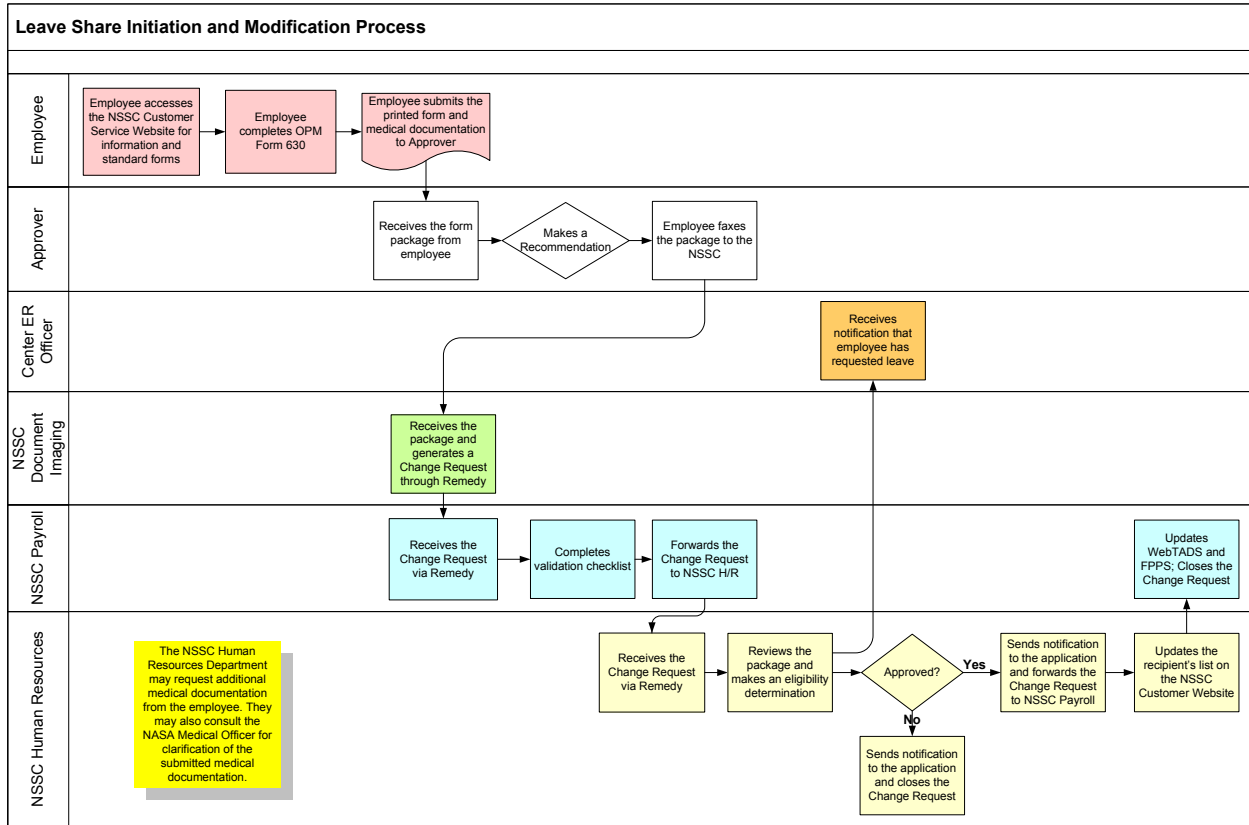 Leave Share Initiation and Modification Process
Employee
Employee accesses
the NSSC Customer
Service Website for
information and
standard forms
Employee
completes OPM
Form 630
Employee submits the
printed form and
medical documentation
to Approver
Approver
Receives the form
package from
employee
Makes a
Recommendation
Employee faxes
the package to the
NSSC
Center ER
Officer
Receives
notification that
employee has
requested leave
NSSC
Document
Imaging
Receives the
package and
generates a
Change Request
through Remedy
NSSC Payroll
Receives the
Change Request
via Remedy
Completes
validation checklist
Forwards the
Change Request
to NSSC H/R
Updates
WebTADS and
FPPS; Closes the
Change Request
NSSC Human Resources
The NSSC Human
Resources Department
may request additional
medical documentation
from the employee. They
may also consult the
NASA Medical Officer for
clarification of the
submitted medical
documentation.
Receives the
Change Request
via Remedy
Reviews the
package and
makes an eligibility
determination
Approved?
Yes
No
Sends notification
to the application
and forwards the
Change Request
to NSSC Payroll
Updates the
recipient's list on
the NSSC
Customer Website
Sends notification
to the application
and closes the
Change Request